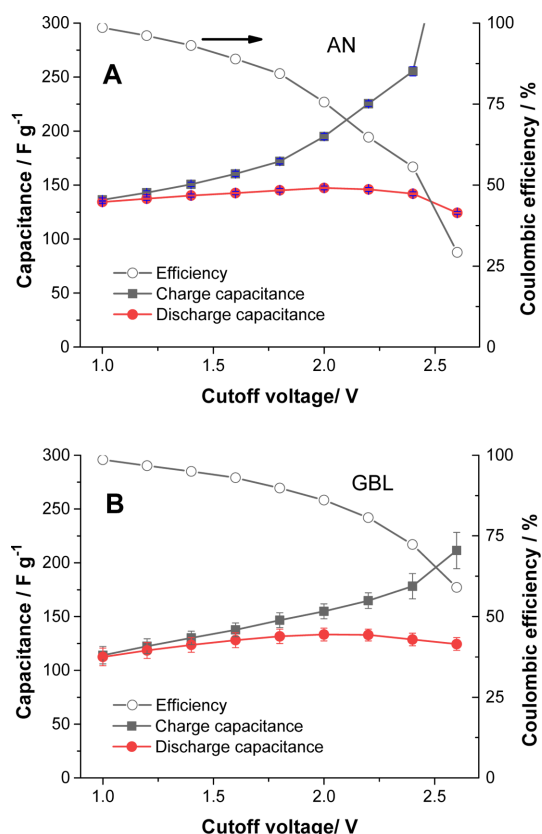 300
250
200
150
100
50
0
Capacitance / F g-1
A
AN
100
75
50
25
0
Coulombic efficiency / %
Efficiency
Charge capacitance
Discharge capacitance
1.0 1.5 2.0 2.5
Cutoff voltage/ V
300
250
200
150
100
50
0
Capacitance / F g-1
B
GBL
100
75
50
25
0
Coulombic efficiency / %
Efficiency
Charge capacitance
Discharge capacitance
1.0 1.5 2.0 2.5
Cutoff voltage/ V